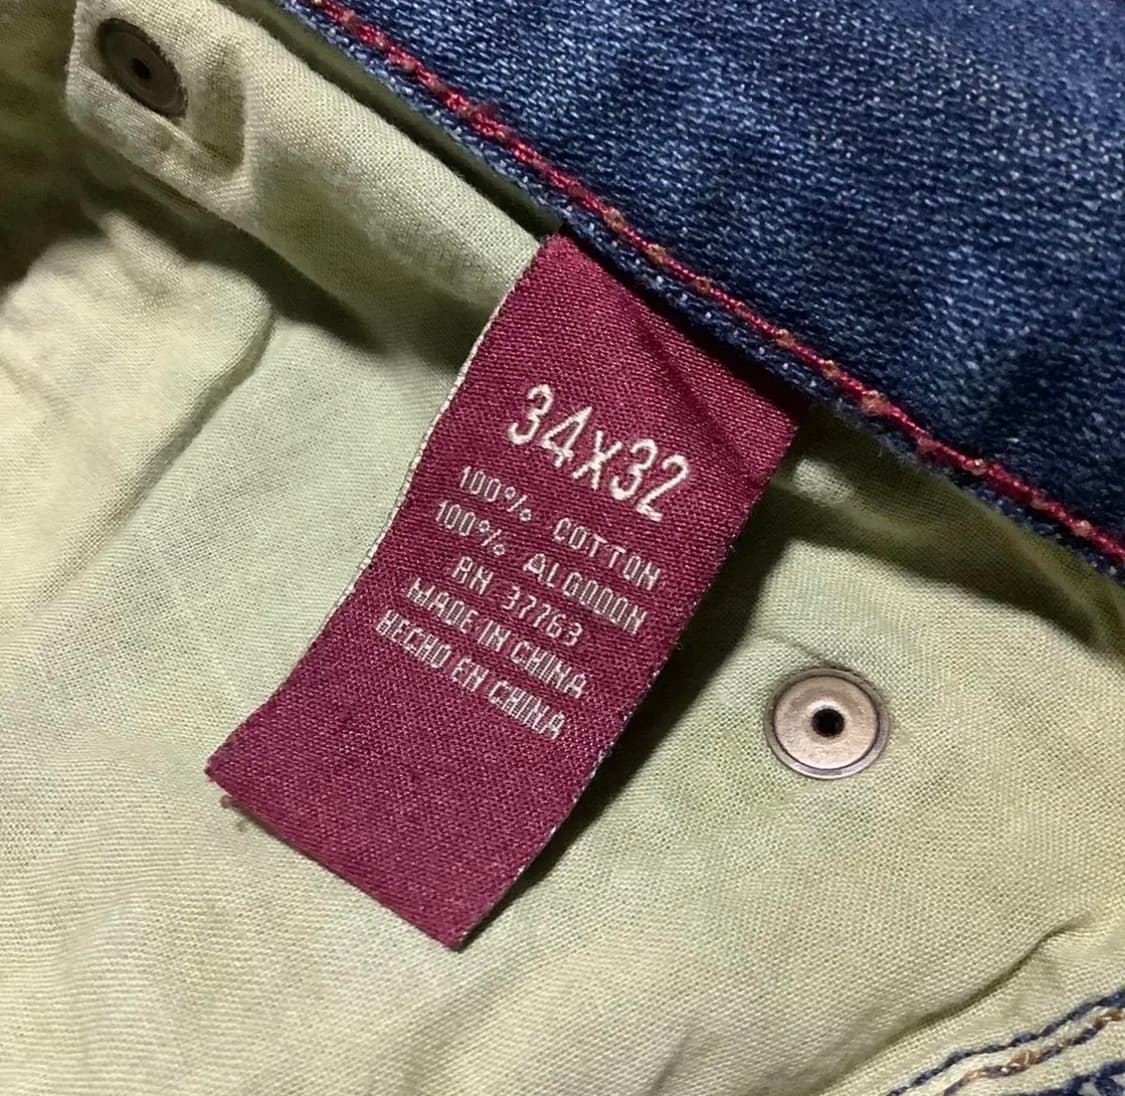 34x32
100% COTTON
100% ALGODON
RN 37763
MADE IN CHINA
HECHO EN CHINA